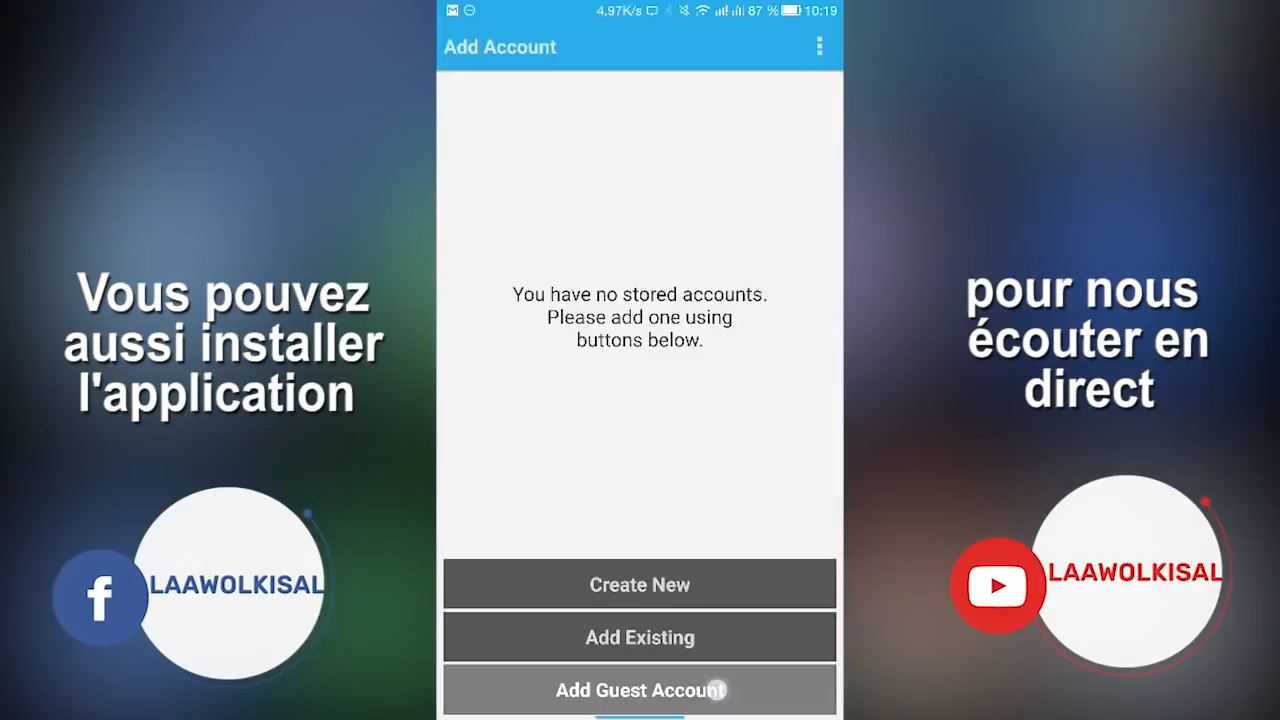 4,97K/s 87 % 10:19
Add Account
You have no stored accounts.
Please add one using
buttons below.
Create New
Add Existing
Add Guest Account
Vous pouvez
aussi installer
l'application
pour nous
écouter en
direct
f
LAAWOLKISAL
LAAWOLKISAL